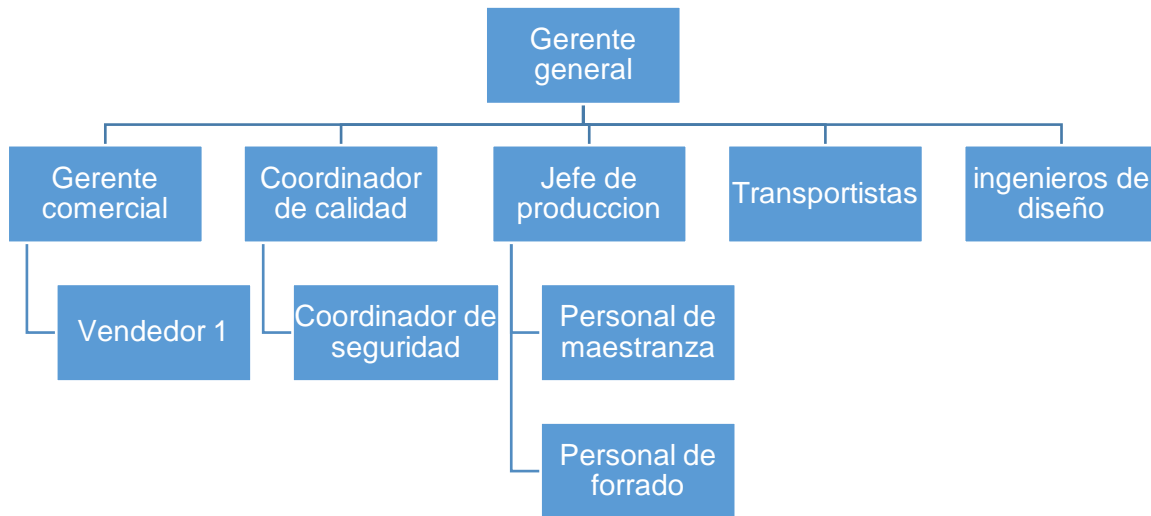 Gerente
general
Gerente
comercial
Coordinador
de calidad
Jefe de
produccion
Transportistas
ingenieros de
diseño
Vendedor 1
Coordinador de
seguridad
Personal de
maestranza
Personal de
forrado